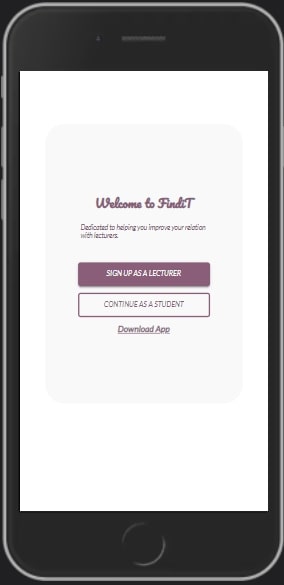 Welcome to FindiT
Dedicated to helping you improve your relation
with lecturers.
SIGN UP AS A LECTURER
CONTINUE AS A STUDENT
Download App